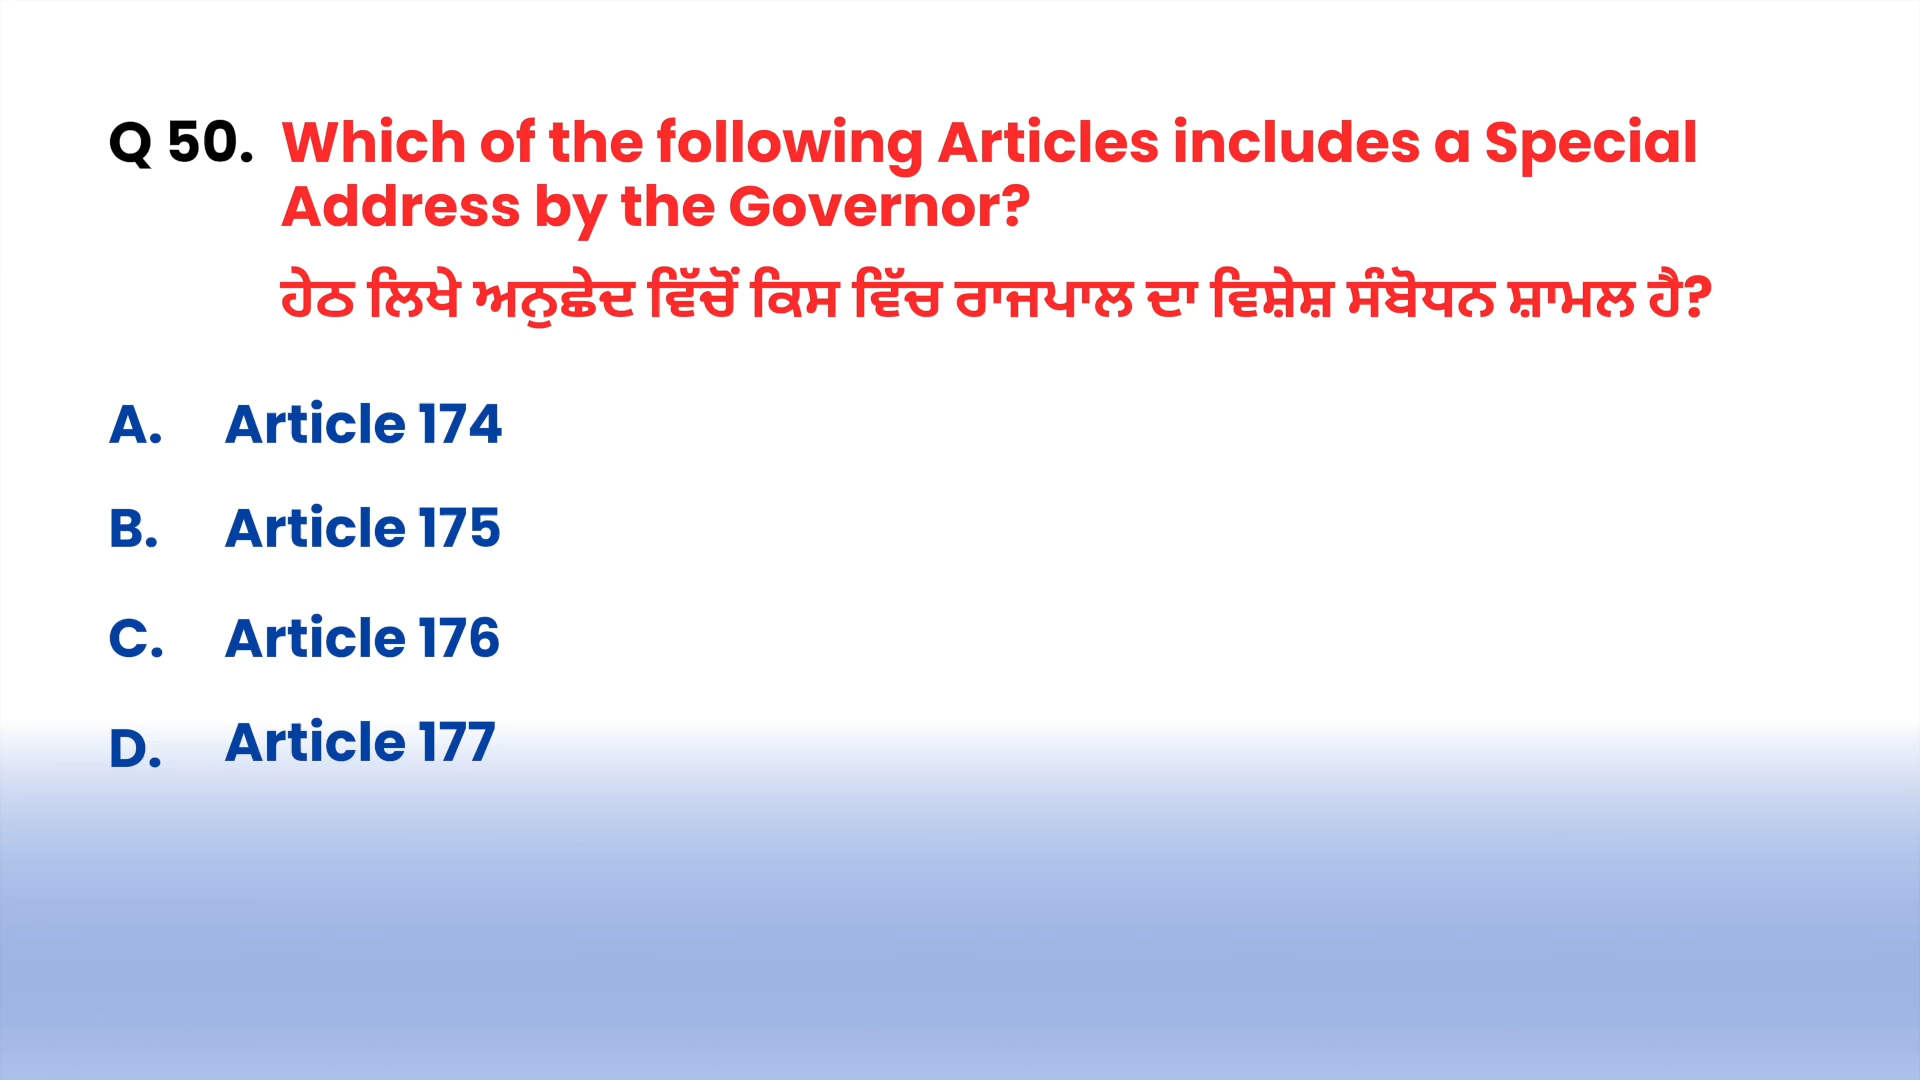 Q 50. Which of the following Articles includes a Special
Address by the Governor?
ਹੇਠ ਲਿਖੇ ਅਨੁਛੇਦ ਵਿੱਚੋਂ ਕਿਸ ਵਿੱਚ ਰਾਜਪਾਲ ਦਾ ਵਿਸ਼ੇਸ਼ ਸੰਬੋਧਨ ਸ਼ਾਮਲ ਹੈ?
A. Article 174
B. Article 175
C. Article 176
D. Article 177